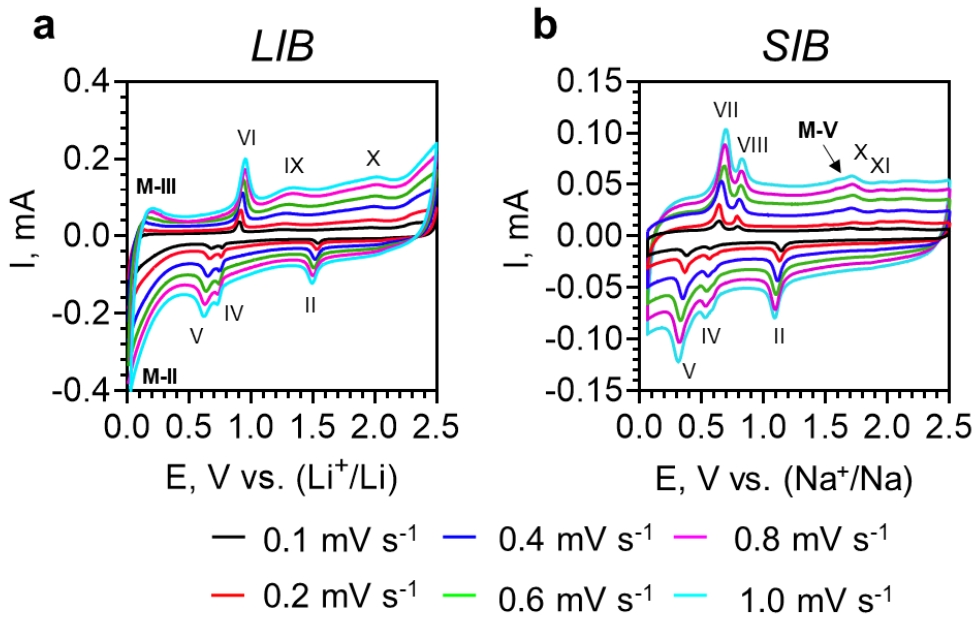 a
LIB
I, mA
0.4
0.2
0.0
-0.2
-0.4
M-III
VI
IX
X
V
IV
II
M-II
0.0 0.5 1.0 1.5 2.0 2.5
E, V vs. (Li⁺/Li)
b
SIB
I, mA
0.15
0.10
0.05
0.00
-0.05
-0.10
-0.15
VII
VIII
M-V
X
XI
IV
V
II
0.0 0.5 1.0 1.5 2.0 2.5
E, V vs. (Na⁺/Na)
0.1 mV s⁻¹ 0.4 mV s⁻¹ 0.8 mV s⁻¹
0.2 mV s⁻¹ 0.6 mV s⁻¹ 1.0 mV s⁻¹